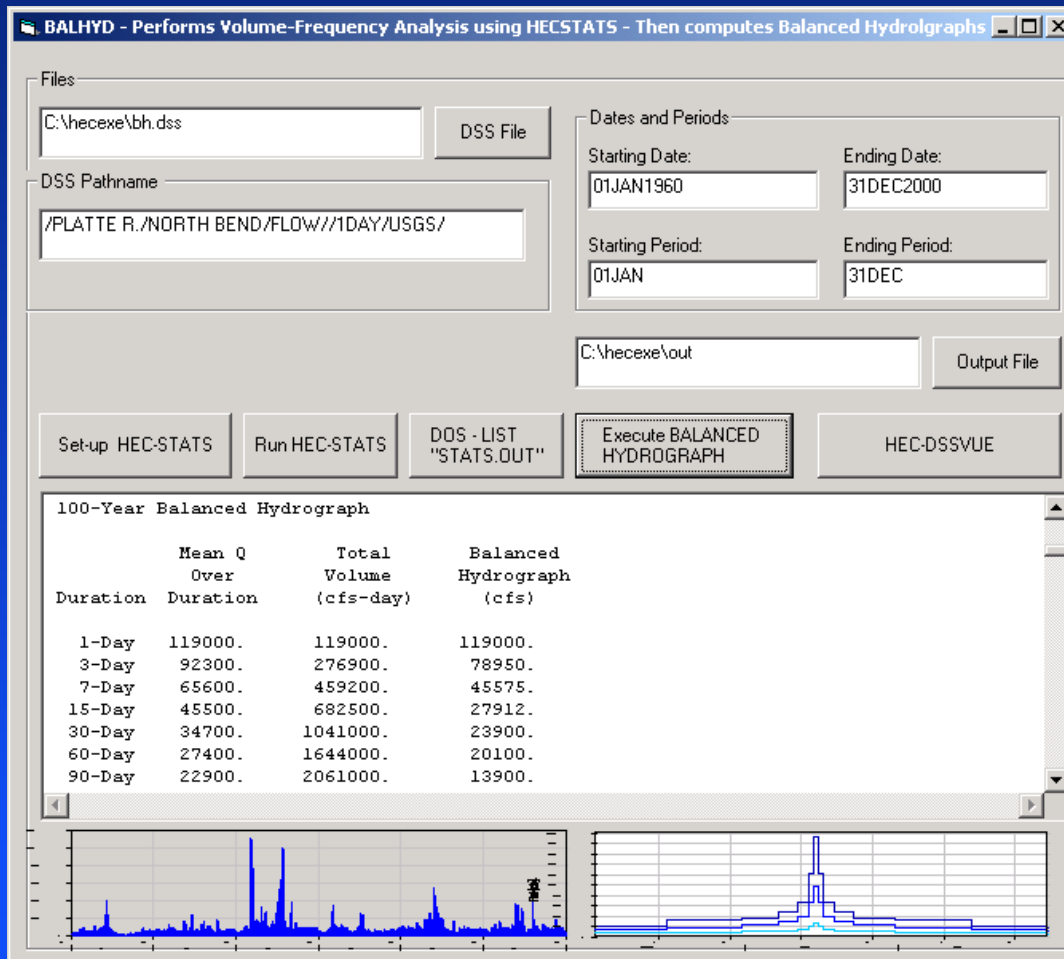 BALHYD - Performs Volume-Frequency Analysis using HECSTATS - Then computes Balanced Hydrolgraphs
Files
C:\hecexe\bh.dss
DSS File
DSS Pathname
/PLATTE R./NORTH BEND/FLOW//1DAY/USGS/
Dates and Periods
Starting Date:
Ending Date:
01JAN1960
31DEC2000
Starting Period:
Ending Period:
01JAN
31DEC
C:\hecexe\out
Output File
Set-up HEC-STATS
Run HEC-STATS
DOS - LIST
"STATS.OUT"
Execute BALANCED
HYDROGRAPH
HEC-DSSVUE
100-Year Balanced Hydrograph
Mean Q Total Balanced
Over Volume Hydrograph
Duration Duration (cfs-day) (cfs)
1-Day 119000. 119000. 119000.
3-Day 92300. 276900. 78950.
7-Day 65600. 459200. 45575.
15-Day 45500. 682500. 27912.
30-Day 34700. 1041000. 23900.
60-Day 27400. 1644000. 20100.
90-Day 22900. 2061000. 13900.